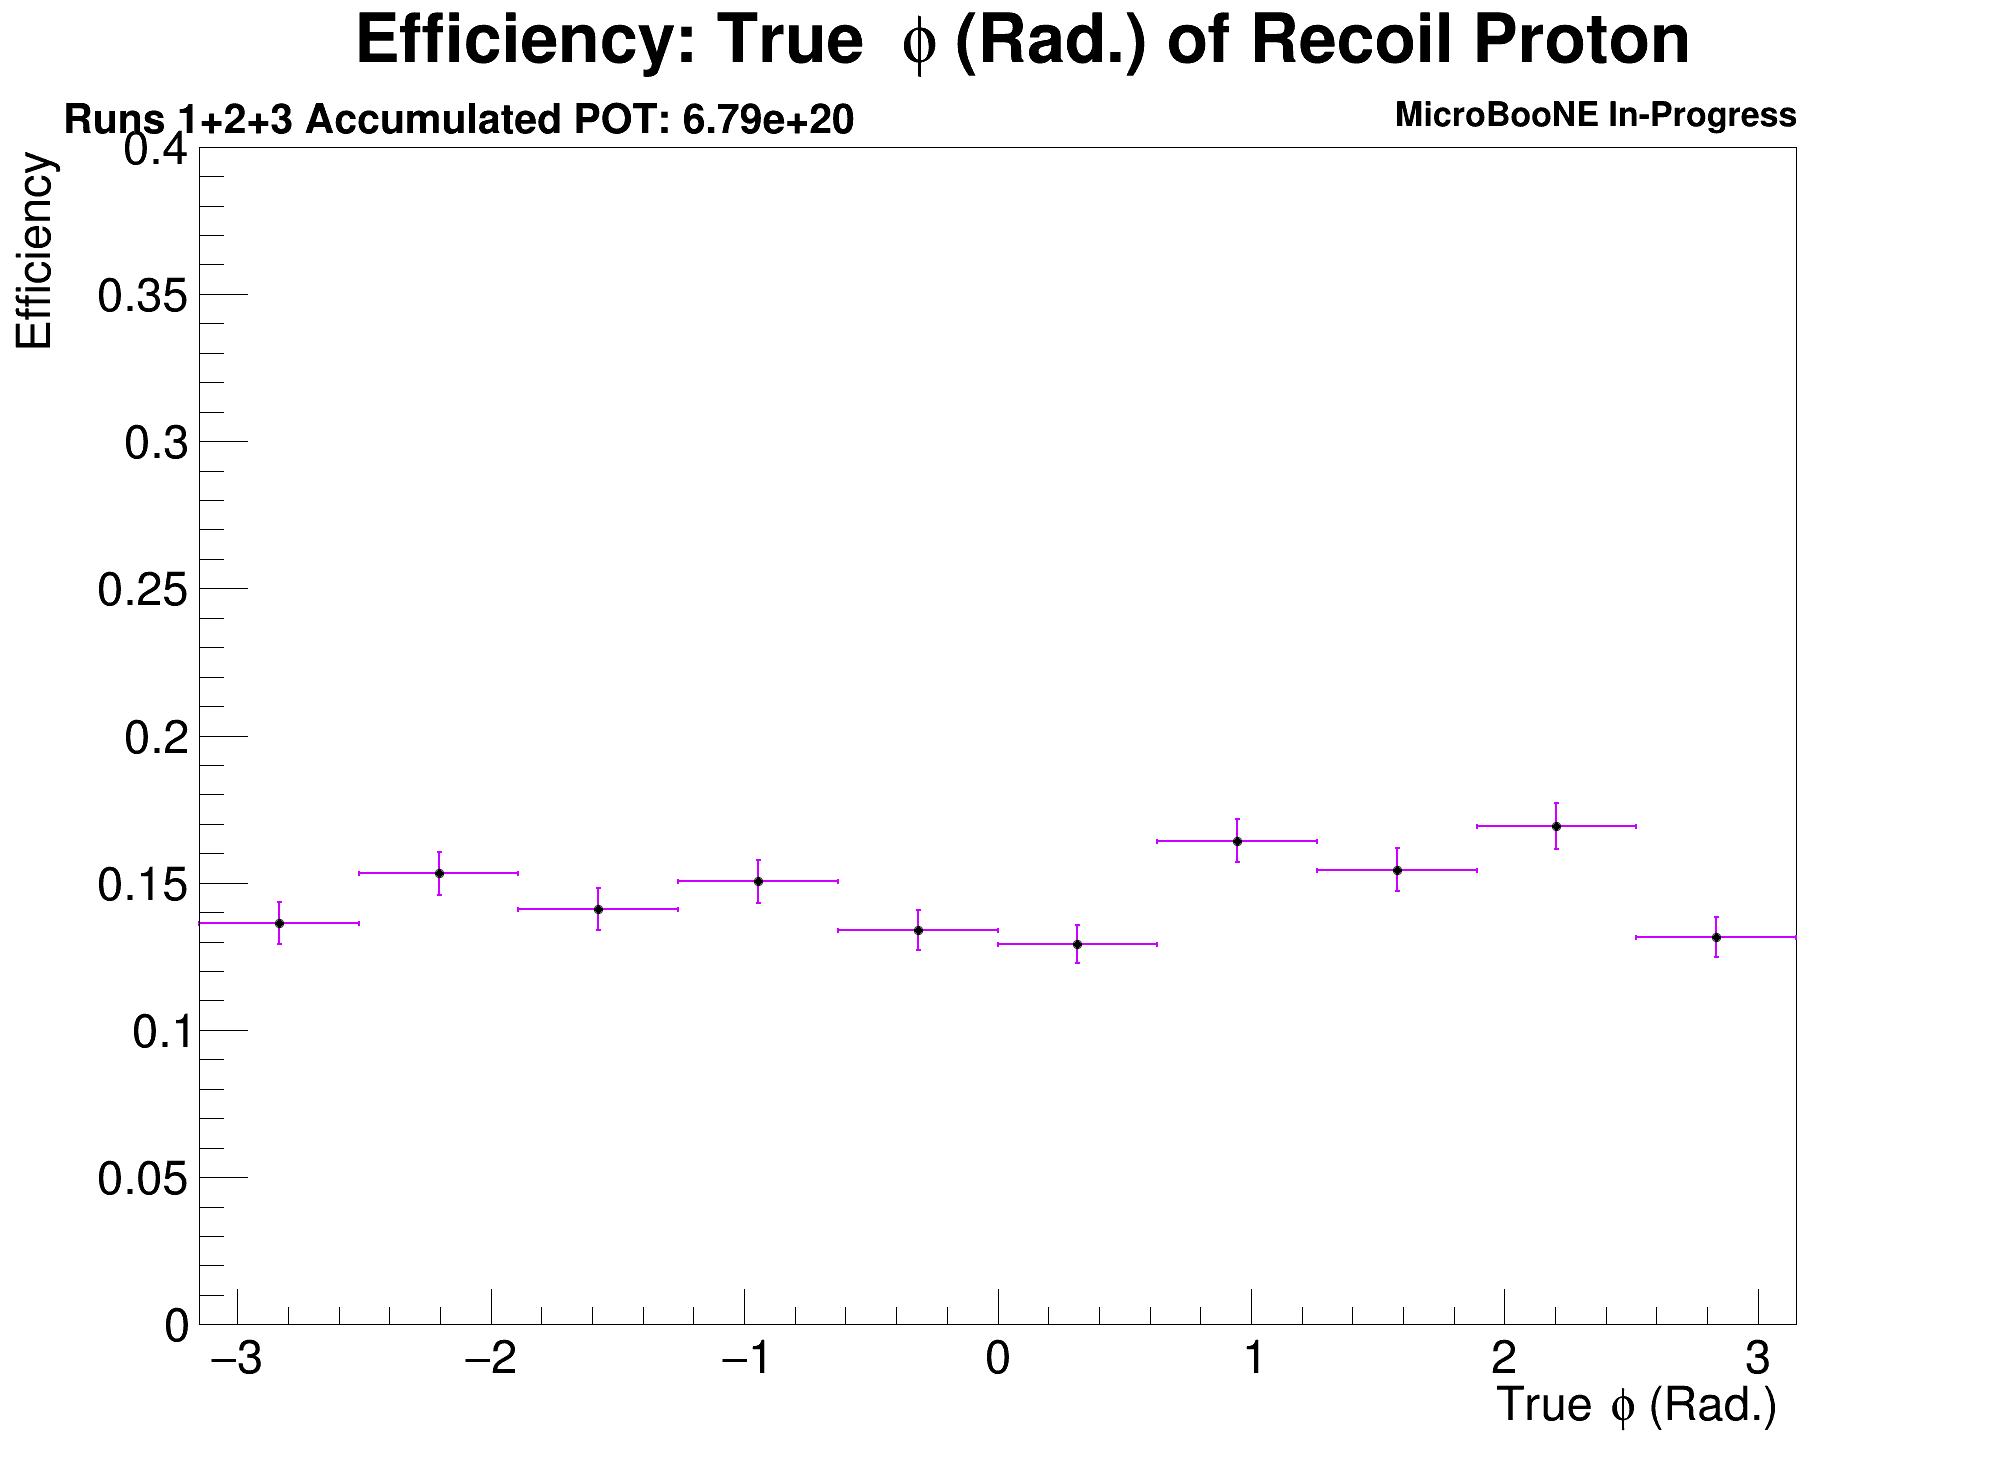 Efficiency: True ϕ (Rad.) of Recoil Proton
Runs 1+2+3 Accumulated POT: 6.79e+20
MicroBooNE In-Progress
Efficiency
0.4
0.35
0.3
0.25
0.2
0.15
0.1
0.05
0
−3 −2 −1 0 1 2 3
True ϕ (Rad.)